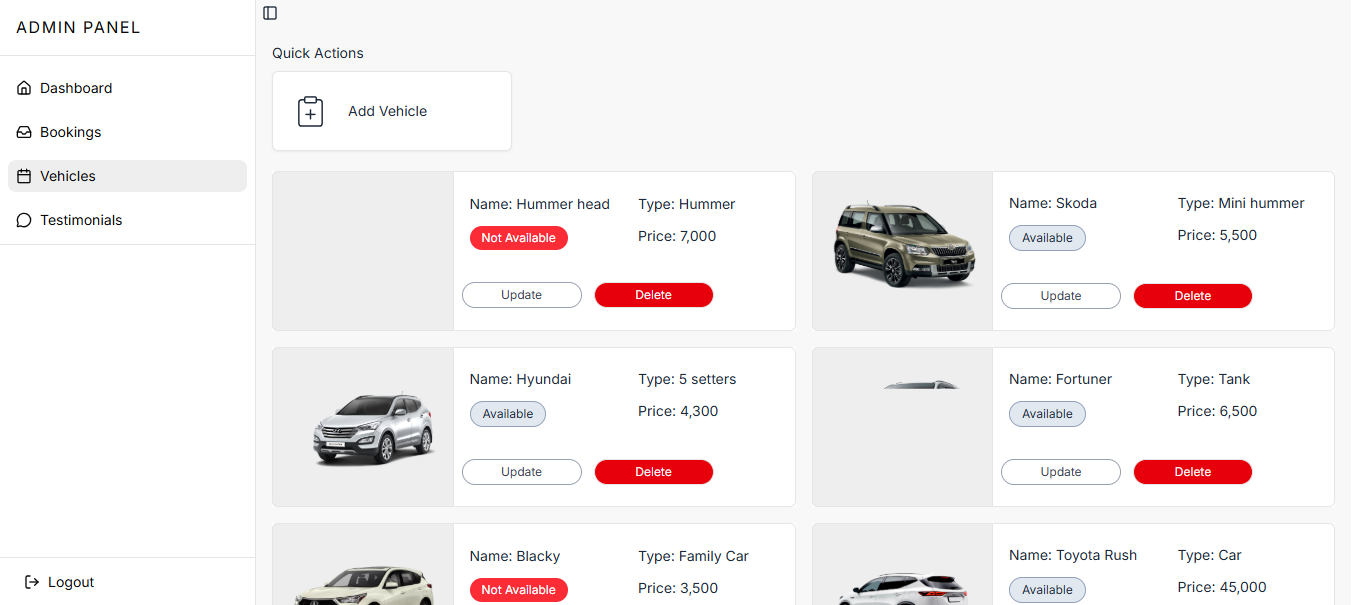 ADMIN PANEL
Dashboard
Bookings
Vehicles
Testimonials
Logout
Quick Actions
Add Vehicle
Name: Hummer head
Type: Hummer
Not Available
Price: 7,000
Update
Delete
Name: Skoda
Type: Mini hummer
Available
Price: 5,500
Update
Delete
Name: Hyundai
Type: 5 setters
Available
Price: 4,300
Update
Delete
Name: Fortuner
Type: Tank
Available
Price: 6,500
Update
Delete
Name: Blacky
Type: Family Car
Not Available
Price: 3,500
Name: Toyota Rush
Type: Car
Available
Price: 45,000